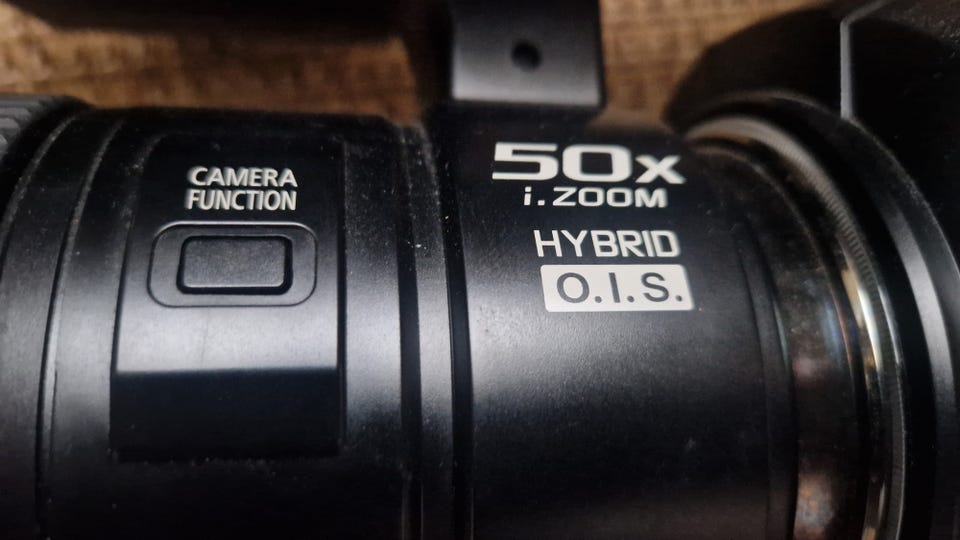 CAMERA
FUNCTION
50x
i.ZOOM
HYBRID
O.I.S.